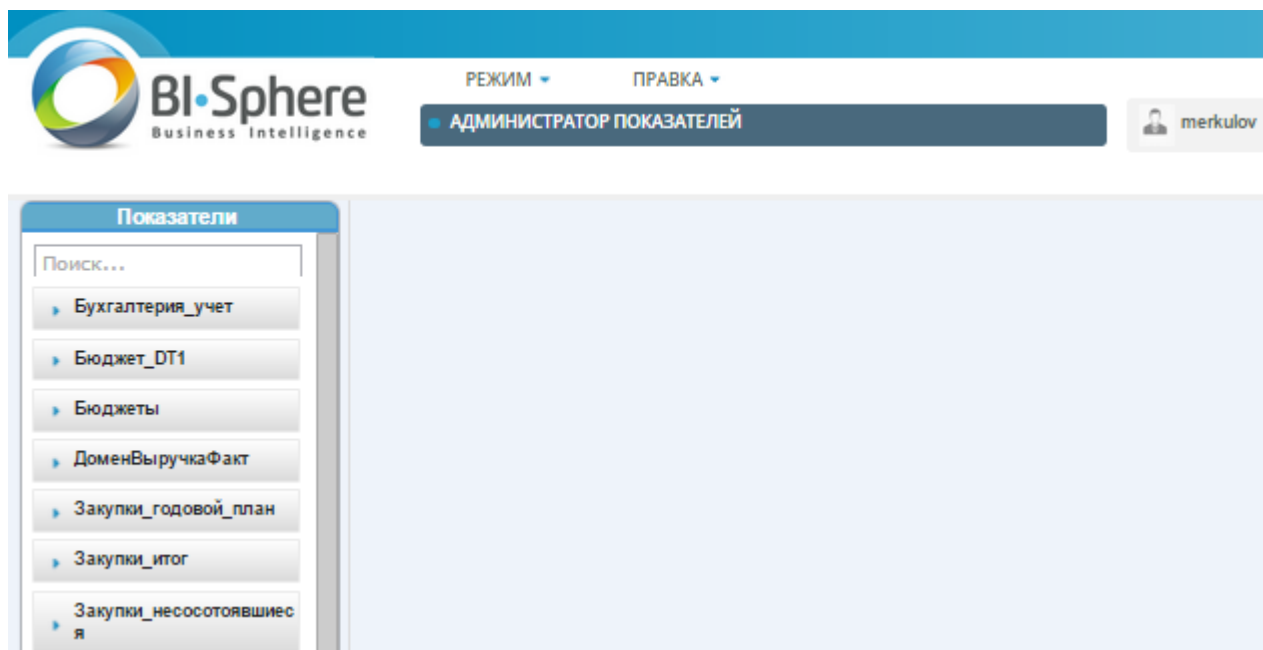 РЕЖИМ ПРАВКА
BI•Sphere
Business Intelligence
АДМИНИСТРАТОР ПОКАЗАТЕЛЕЙ
merkulov
Показатели
Поиск...
Бухгалтерия_учет
Бюджет_DT1
Бюджеты
ДоменВыручкаФакт
Закупки_годовой_план
Закупки_итог
Закупки_несосотоявшиес
я